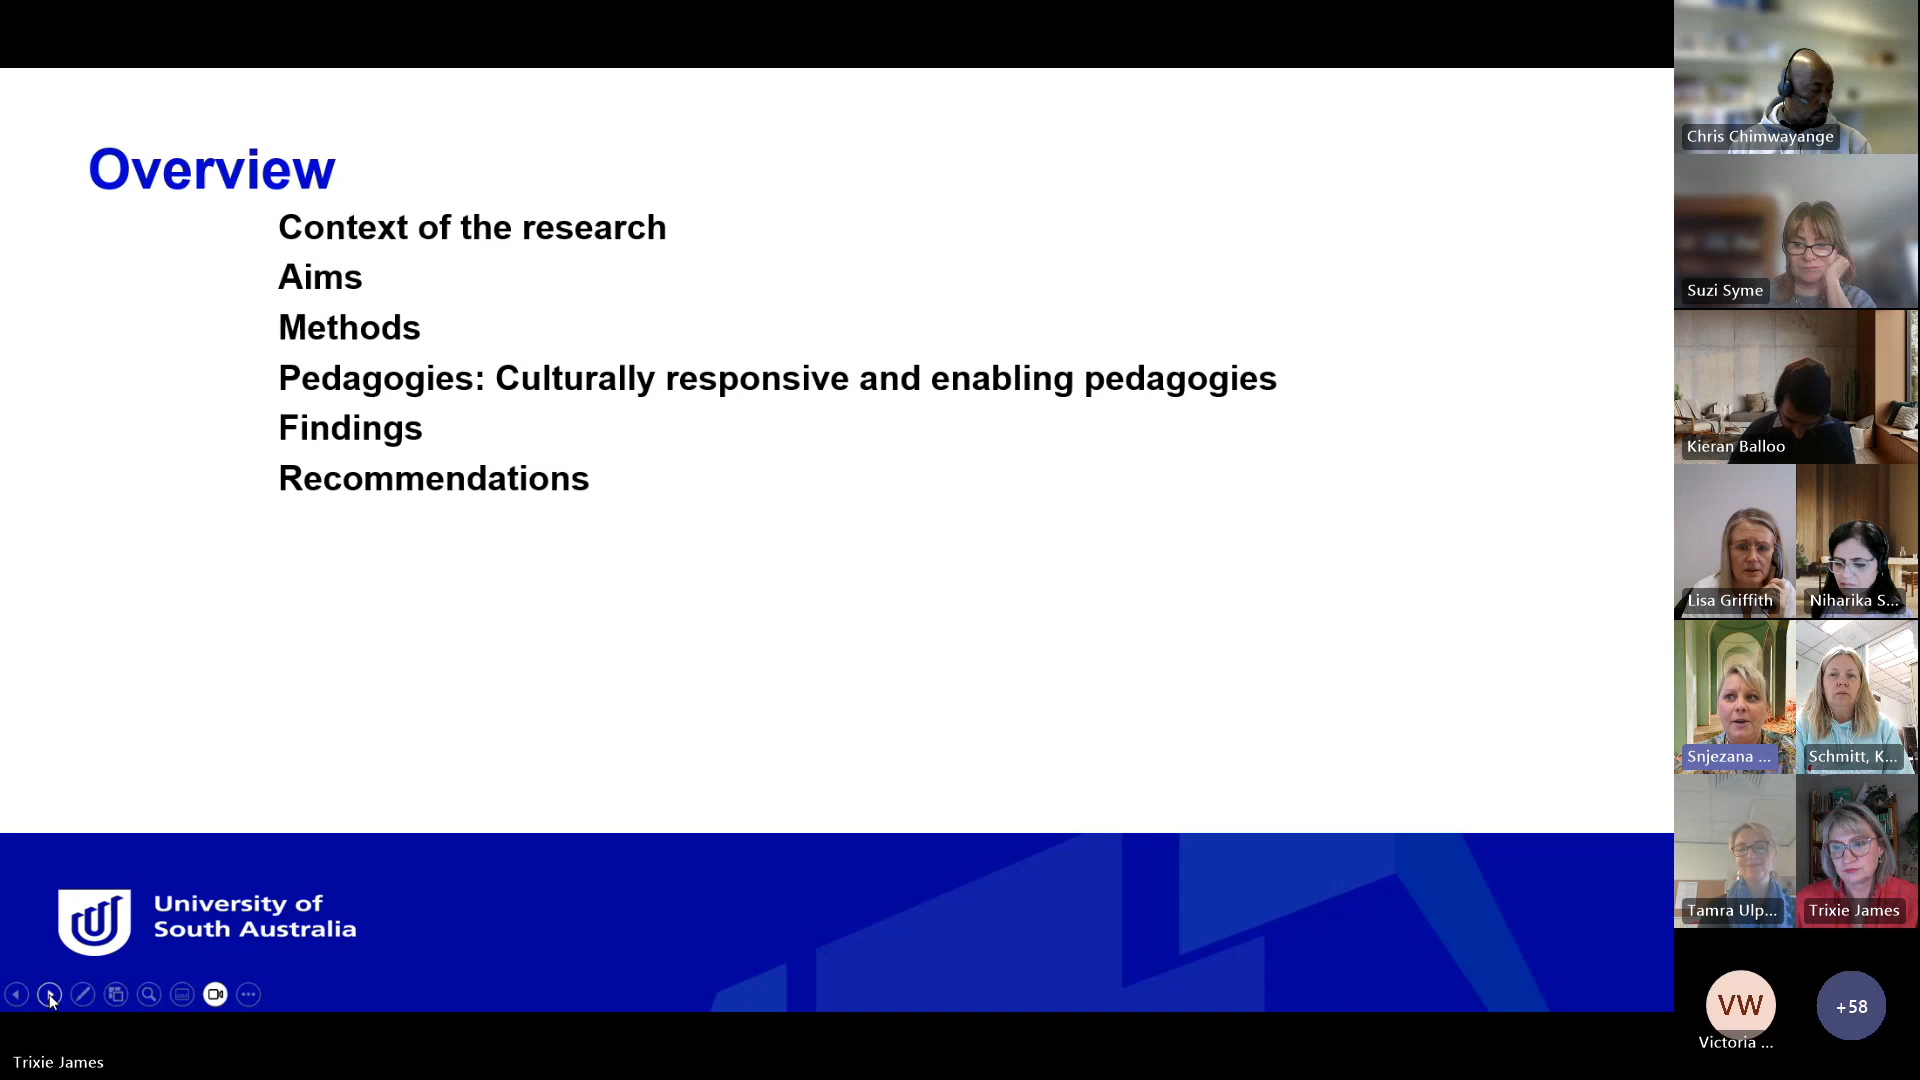 Overview
Context of the research
Aims
Methods
Pedagogies: Culturally responsive and enabling pedagogies
Findings
Recommendations
University of
South Australia
Trixie James
Chris Chimwayange
Suzi Syme
Kieran Balloo
Lisa Griffith
Niharika S...
Snjezana ...
Schmitt, K...
Tamra Ulp...
Trixie James
VW
Victoria ...
+58